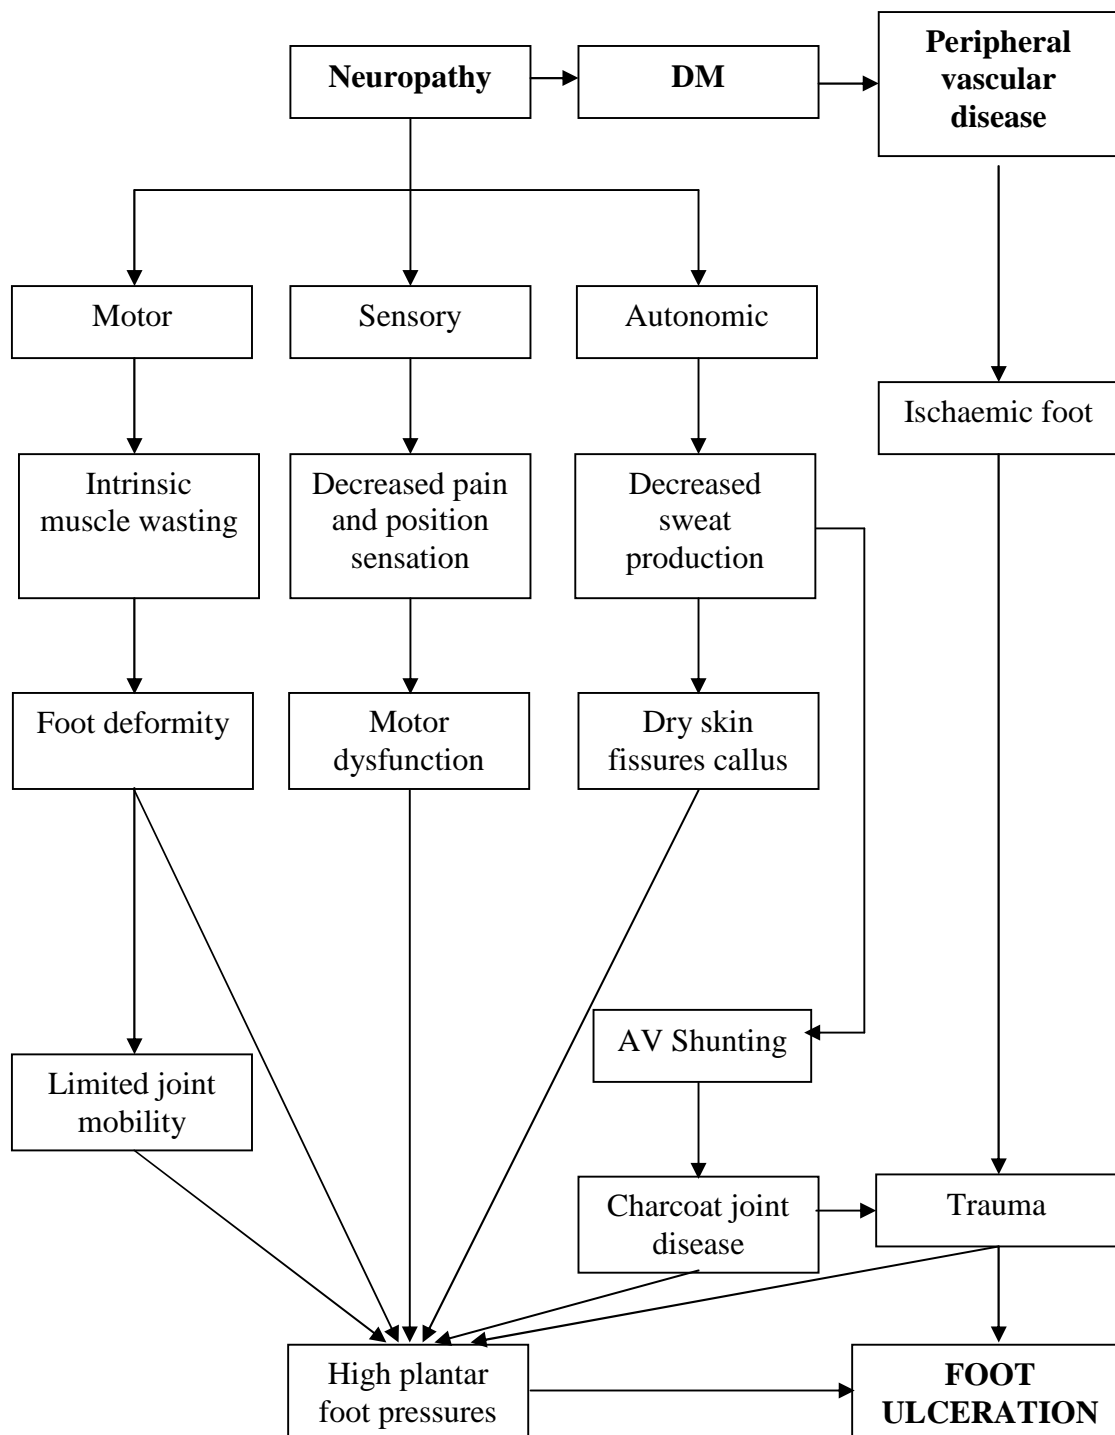 Neuropathy
DM
Peripheral
vascular
disease
Motor
Sensory
Autonomic
Ischaemic foot
Intrinsic
muscle wasting
Decreased pain
and position
sensation
Decreased
sweat
production
Foot deformity
Motor
dysfunction
Dry skin
fissures callus
AV Shunting
Limited joint
mobility
Charcoat joint
disease
Trauma
High plantar
foot pressures
FOOT
ULCERATION